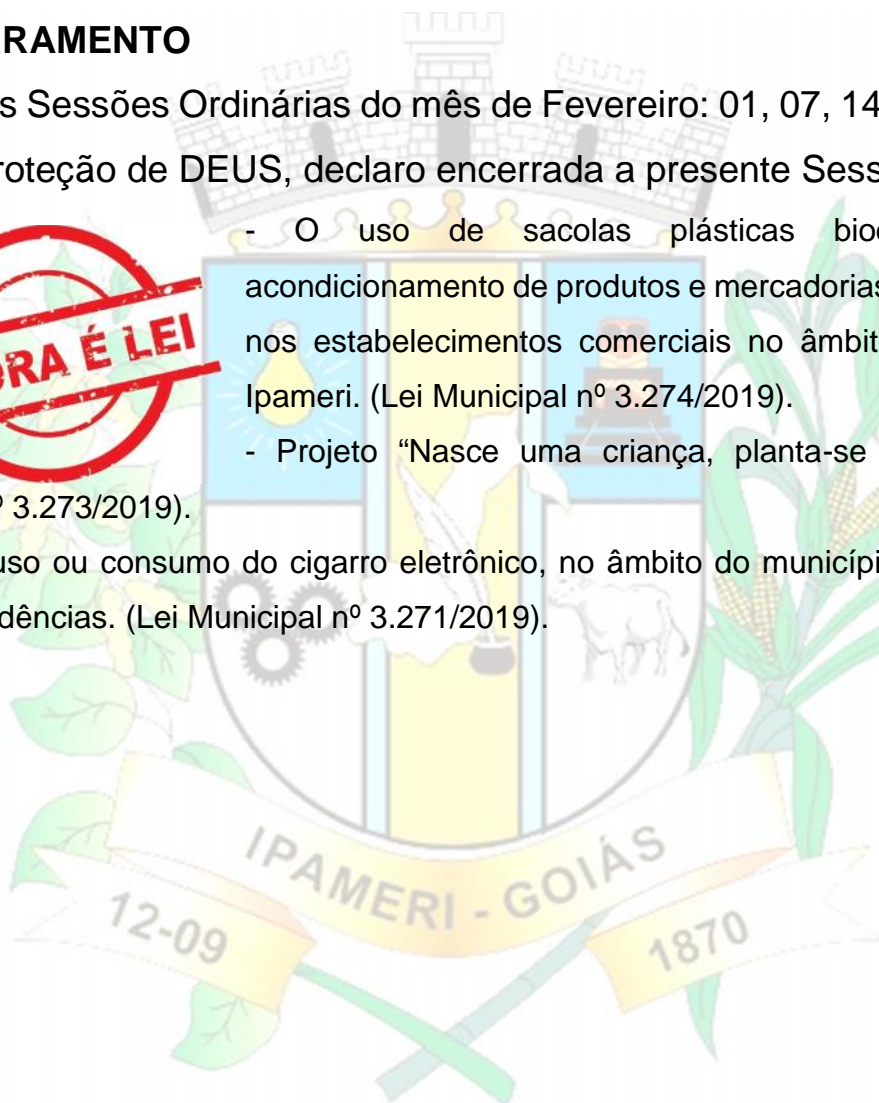 RRAMENTO
s Sessões Ordinárias do mês de Fevereiro: 01, 07, 14
roteção de DEUS, declaro encerrada a presente Sess
ORA É LEI
- O uso de sacolas plásticas biod
acondicionamento de produtos e mercadorias
nos estabelecimentos comerciais no âmbit
Ipameri. (Lei Municipal nº 3.274/2019).
- Projeto “Nasce uma criança, planta-se
º 3.273/2019).
uso ou consumo do cigarro eletrônico, no âmbito do municípi
dências. (Lei Municipal nº 3.271/2019).
IPAMERI - GOIÁS
12-09
1870